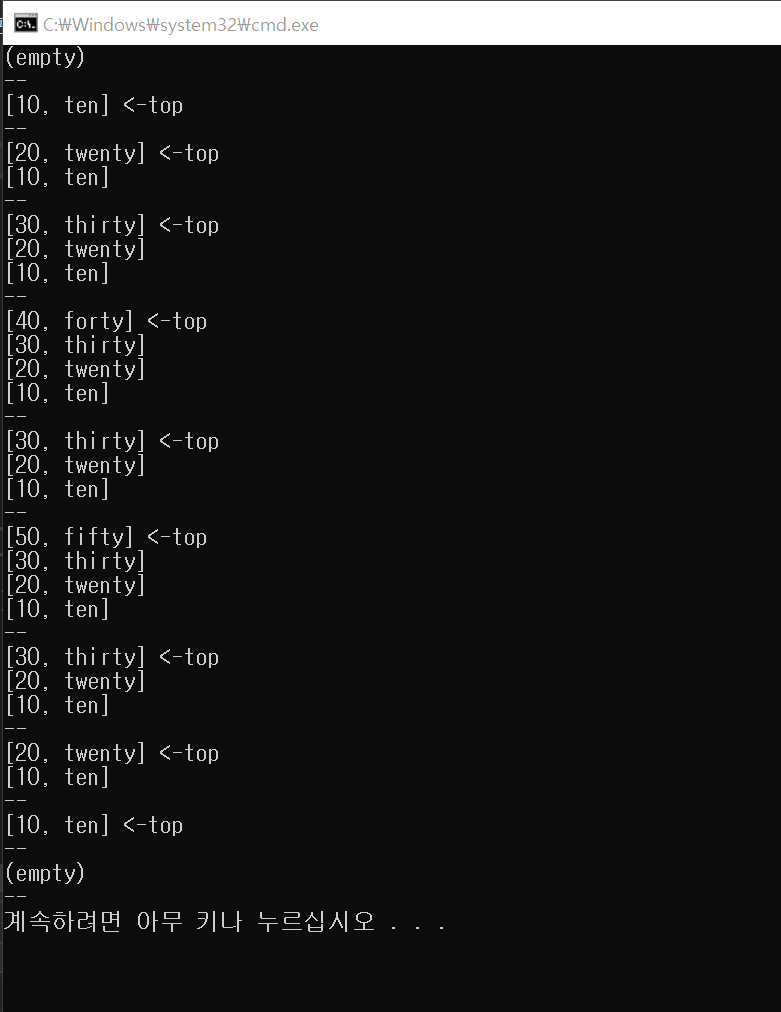 C:₩Windows₩system32₩cmd.exe
(empty)
--
[10, ten] <-top
--
[20, twenty] <-top
[10, ten]
--
[30, thirty] <-top
[20, twenty]
[10, ten]
--
[40, forty] <-top
[30, thirty]
[20, twenty]
[10, ten]
--
[30, thirty] <-top
[20, twenty]
[10, ten]
--
[50, fifty] <-top
[30, thirty]
[20, twenty]
[10, ten]
--
[30, thirty] <-top
[20, twenty]
[10, ten]
--
[20, twenty] <-top
[10, ten]
--
[10, ten] <-top
--
(empty)
--
계속하려면 아무 키나 누르십시오 . . .